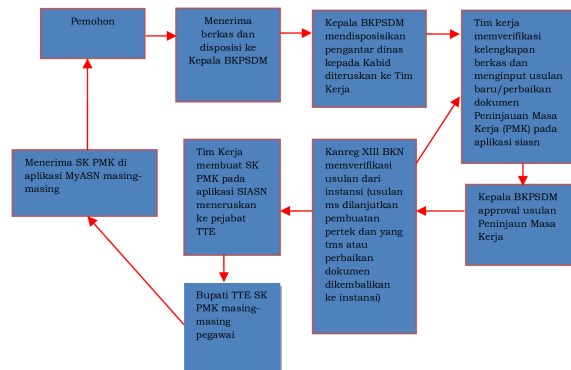 Pemohon
Menerima
berkas dan
disposisi ke
Kepala BKPSDM
Kepala BKPSDM
mendisposisikan
pengantar dinas
kepada Kabid
diteruskan ke Tim
Kerja
Tim kerja
memverifikasi
kelengkapan
berkas dan
menginput usulan
baru/perbaikan
dokumen
Peninjauan Masa
Kerja (PMK) pada
aplikasi siasn
Kepala BKPSDM
approval usulan
Peninjaun Masa
Kerja
Kanreg XIII BKN
memverifikasi
usulan dari
instansi (usulan
ms dilanjutkan
pembuatan
pertek dan yang
tms atau
perbaikan
dokumen
dikembalikan
ke instansi)
Tim Kerja
membuat SK
PMK pada
aplikasi SIASN
meneruskan
ke pejabat
TTE
Bupati TTE SK
PMK masing-
masing
pegawai
Menerima SK PMK di
aplikasi MyASN masing-
masing